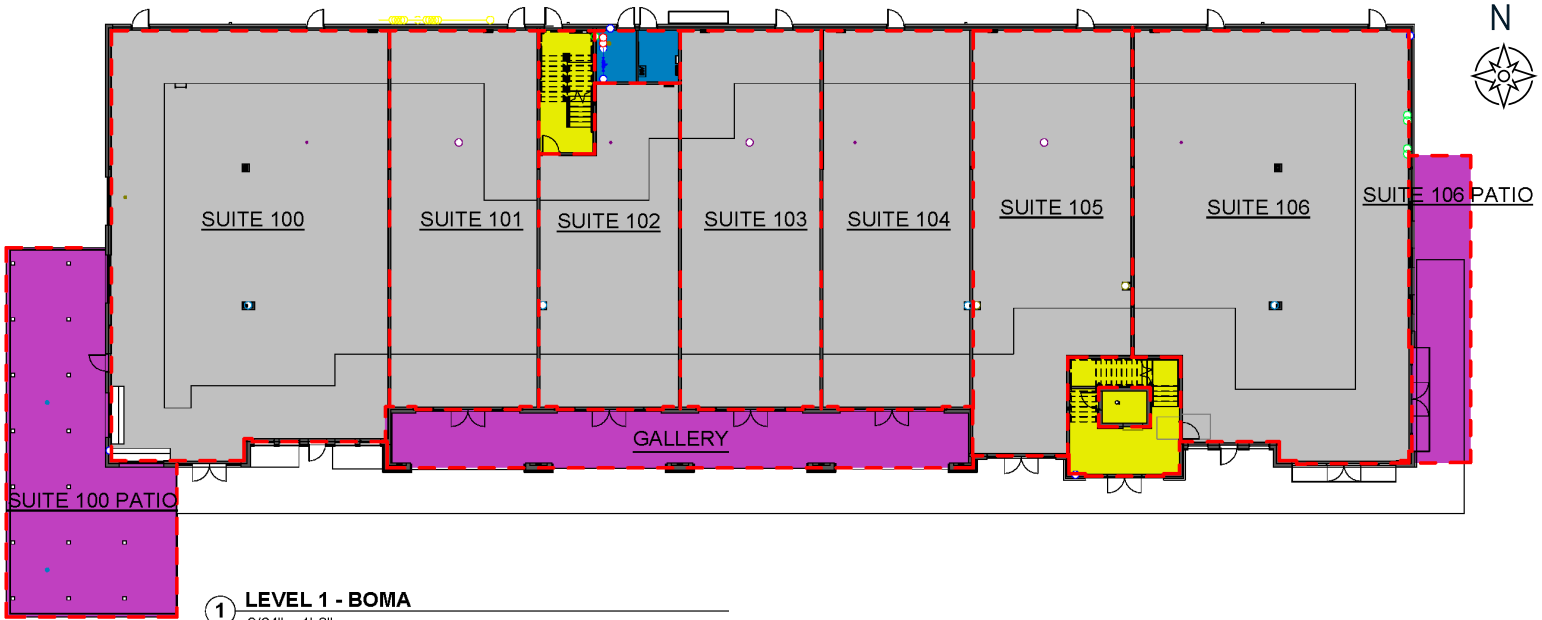 N
SUITE 106 PATIO
SUITE 100
SUITE 101
SUITE 102
SUITE 103
SUITE 104
SUITE 105
SUITE 106
GALLERY
SUITE 100 PATIO
1
LEVEL 1 - BOMA